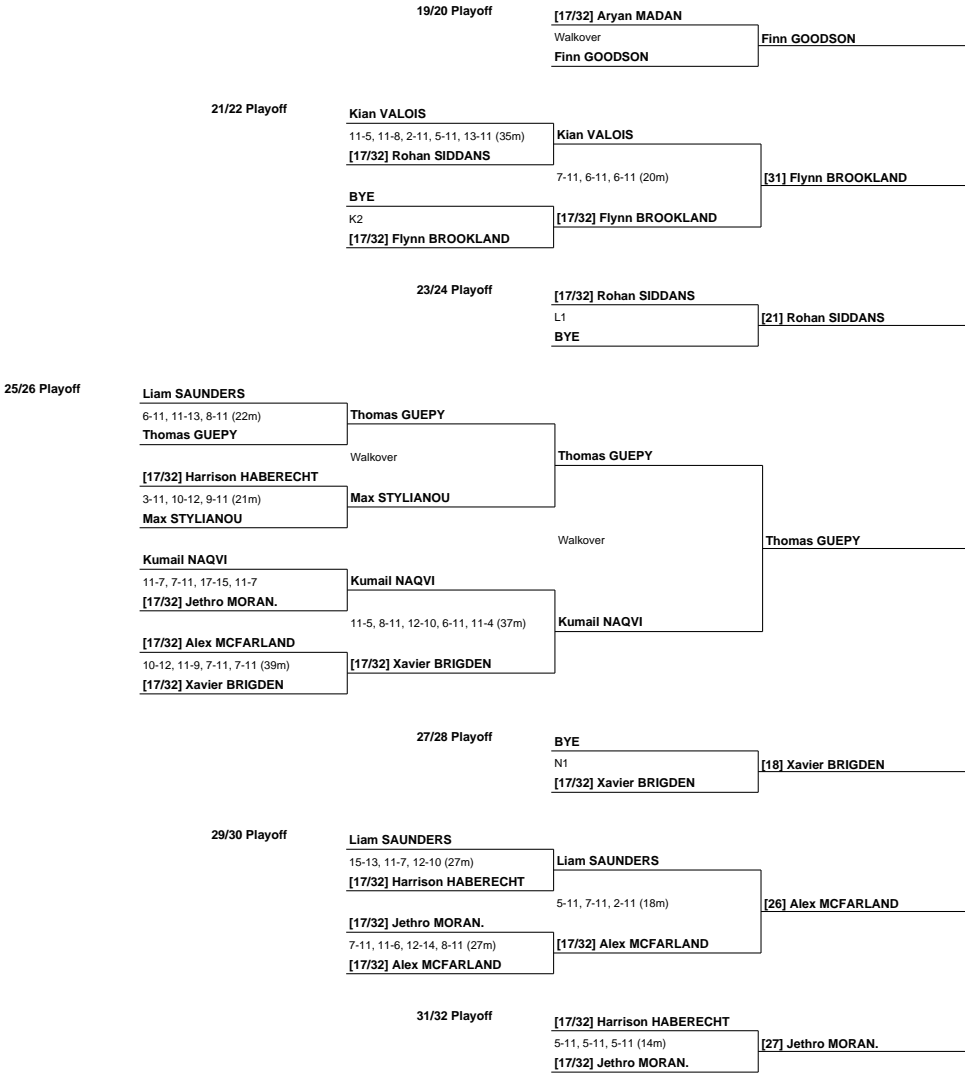 19/20 Playoff
[17/32] Aryan MADAN
Walkover
Finn GOODSON
Finn GOODSON
21/22 Playoff
Kian VALOIS
11-5, 11-8, 2-11, 5-11, 13-11 (35m)
[17/32] Rohan SIDDANS
Kian VALOIS
7-11, 6-11, 6-11 (20m)
[31] Flynn BROOKLAND
BYE
K2
[17/32] Flynn BROOKLAND
[17/32] Flynn BROOKLAND
23/24 Playoff
[17/32] Rohan SIDDANS
L1
BYE
[21] Rohan SIDDANS
25/26 Playoff
Liam SAUNDERS
6-11, 11-13, 8-11 (22m)
Thomas GUEPY
Thomas GUEPY
Walkover
Thomas GUEPY
[17/32] Harrison HABERECHT
3-11, 10-12, 9-11 (21m)
Max STYLIANOU
Max STYLIANOU
Walkover
Thomas GUEPY
Kumail NAQVI
11-7, 7-11, 17-15, 11-7
[17/32] Jethro MORAN.
Kumail NAQVI
11-5, 8-11, 12-10, 6-11, 11-4 (37m)
Kumail NAQVI
[17/32] Alex MCFARLAND
10-12, 11-9, 7-11, 7-11 (39m)
[17/32] Xavier BRIGDEN
[17/32] Xavier BRIGDEN
27/28 Playoff
BYE
N1
[17/32] Xavier BRIGDEN
[18] Xavier BRIGDEN
29/30 Playoff
Liam SAUNDERS
15-13, 11-7, 12-10 (27m)
[17/32] Harrison HABERECHT
Liam SAUNDERS
5-11, 7-11, 2-11 (18m)
[26] Alex MCFARLAND
[17/32] Jethro MORAN.
7-11, 11-6, 12-14, 8-11 (27m)
[17/32] Alex MCFARLAND
[17/32] Alex MCFARLAND
31/32 Playoff
[17/32] Harrison HABERECHT
5-11, 5-11, 5-11 (14m)
[17/32] Jethro MORAN.
[27] Jethro MORAN.